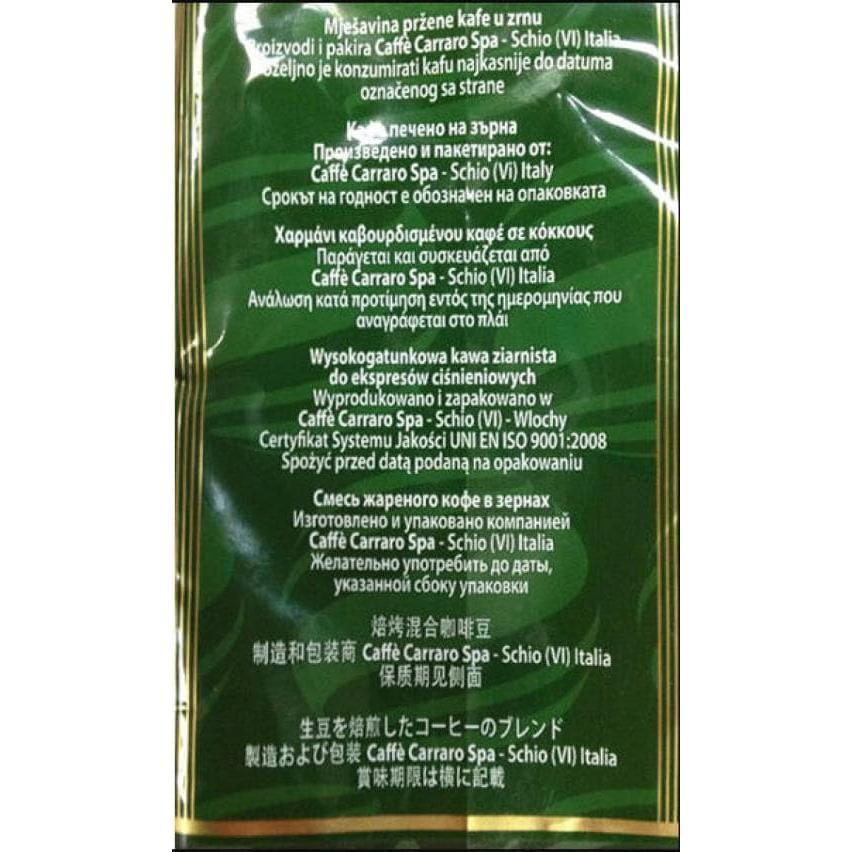 Mješavina pržene kafe u zrnu
roizvodi i pakira Caffè Carraro Spa - Schio (VI) Italia
oželjno je konzumirati kafu najkasnije do datuma
označenog sa strane
печено на зърна
Произведено и пакетирано от:
Caffè Carraro Spa - Schio (Vi) Italy
Срокът на годност е обозначен на опаковката
Χαρμάνι καβουρδισμένου καφέ σε κόκκους
Παράγεται και συσκευάζεται από
Caffè Carraro Spa - Schio (VI) Italia
Ανάλωση κατά προτίμηση εντός της ημερομηνίας που
αναγράφεται στο πλάι
Wysokogatunkowa kawa ziarnista
do ekspresów ciśnieniowych
Wyprodukowano i zapakowano w
Caffè Carraro Spa - Schio (VI) - Wlochy
Certyfikat Systemu Jakości UNI EN ISO 9001:2008
Spożyć przed datą podaną na opakowaniu
Смесь жареного кофе в зернах
Изготовлено и упаковано компанией
Caffè Carraro Spa - Schio (VI) Italia
Желательно употребить до даты,
указанной сбоку упаковки
焙烤混合咖啡豆
制造和包装商 Caffè Carraro Spa - Schio (VI) Italia
保质期见侧面
生豆を焙煎したコーヒーのブレンド
製造および包装 Caffè Carraro Spa - Schio (VI) Italia
賞味期限は横に記載